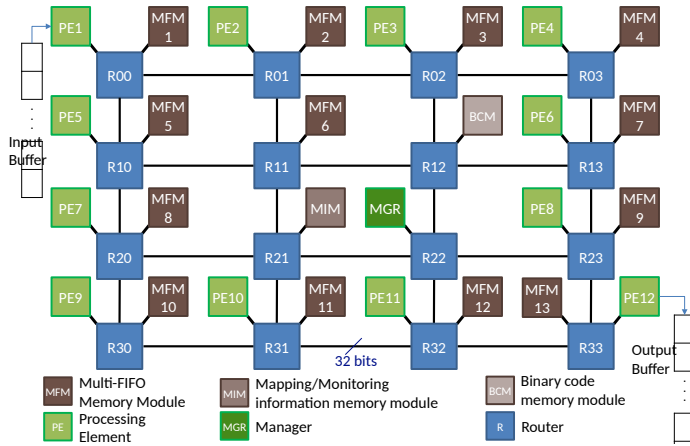 PE1 MFM 1 PE2 MFM 2 PE3 MFM 3 PE4 MFM 4
R00 R01 R02 R03
Input Buffer
PE5 MFM 5 MFM 6 BCM PE6 MFM 7
R10 R11 R12 R13
PE7 MFM 8 MIM MGR PE8 MFM 9
R20 R21 R22 R23
PE9 MFM 10 PE10 MFM 11 PE11 MFM 12 MFM 13 PE12
R30 R31 R32 R33
32 bits
Output Buffer
MFM Multi-FIFO
Memory Module
MIM Mapping/Monitoring
information memory module
BCM Binary code
memory module
PE Processing
Element
MGR Manager
R Router